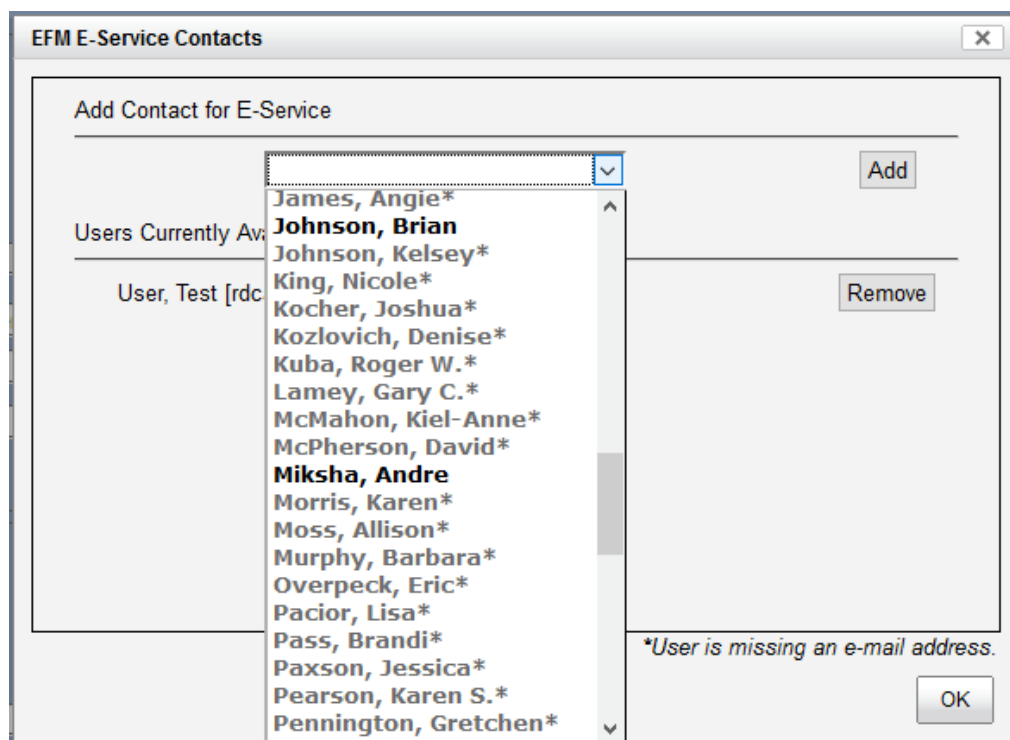 EFM E-Service Contacts
Add Contact for E-Service
Add
James, Angie*
Johnson, Brian
Users Currently
Johnson, Kelsey*
King, Nicole*
User, Test [rdc.
Remove
Kocher, Joshua*
Kozlovich, Denise*
Kuba, Roger W.*
Lamey, Gary C.*
McMahon, Kiel-Anne*
McPherson, David*
Miksha, Andre
Morris, Karen*
Moss, Allison*
Murphy, Barbara*
Overpeck, Eric*
Pacior, Lisa*
Pass, Brandi*
*User is missing an e-mail address.
Paxson, Jessica*
Pearson, Karen S.*
OK
Pennington, Gretchen*